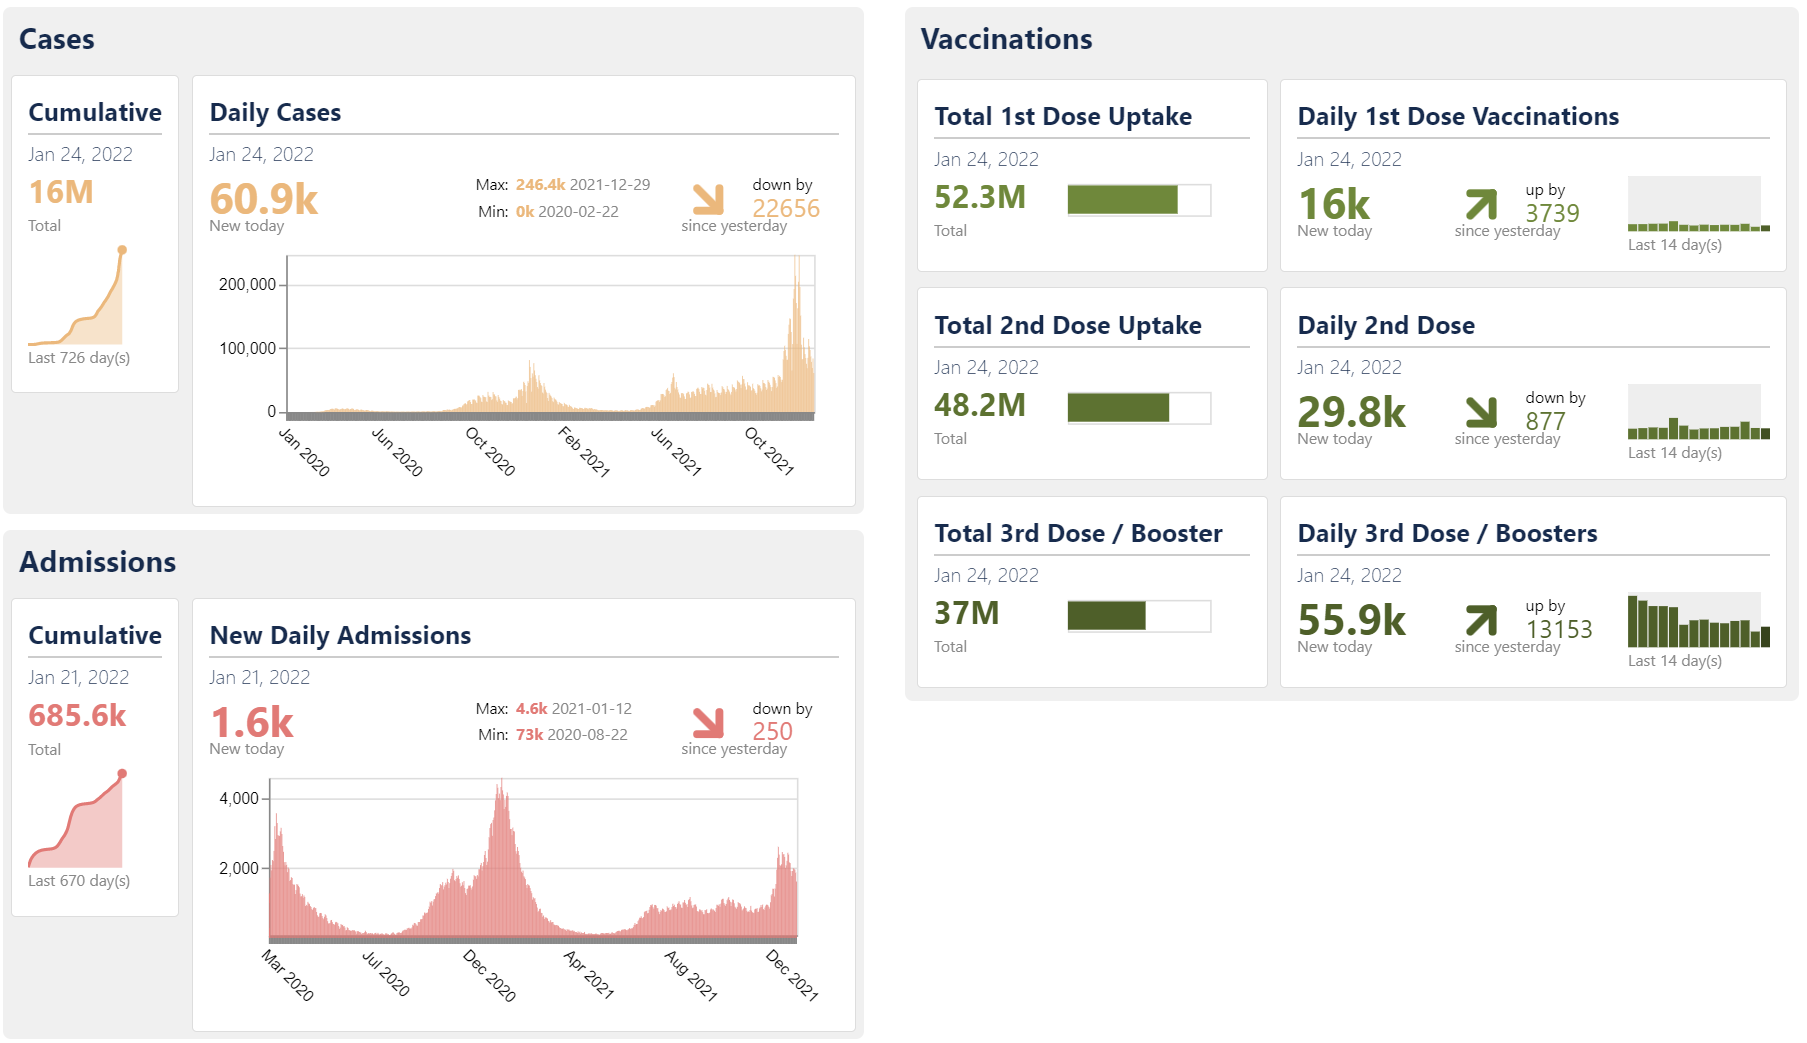 Cases
Cumulative
Jan 24, 2022
16M
Total
Last 726 day(s)
Daily Cases
Jan 24, 2022
60.9k
New today
Max: 246.4k 2021-12-29
Min: 0k 2020-02-22
down by
22656
since yesterday
200,000
100,000
0
Jan 2020
Jun 2020
Oct 2020
Feb 2021
Jun 2021
Oct 2021
Admissions
Cumulative
Jan 21, 2022
685.6k
Total
Last 670 day(s)
New Daily Admissions
Jan 21, 2022
1.6k
New today
Max: 4.6k 2021-01-12
Min: 73k 2020-08-22
down by
250
since yesterday
4,000
2,000
Mar 2020
Jul 2020
Dec 2020
Apr 2021
Aug 2021
Dec 2021
Vaccinations
Total 1st Dose Uptake
Jan 24, 2022
52.3M
Total
Daily 1st Dose Vaccinations
Jan 24, 2022
16k
New today
up by
3739
since yesterday
Last 14 day(s)
Total 2nd Dose Uptake
Jan 24, 2022
48.2M
Total
Daily 2nd Dose
Jan 24, 2022
29.8k
New today
down by
877
since yesterday
Last 14 day(s)
Total 3rd Dose / Booster
Jan 24, 2022
37M
Total
Daily 3rd Dose / Boosters
Jan 24, 2022
55.9k
New today
up by
13153
since yesterday
Last 14 day(s)